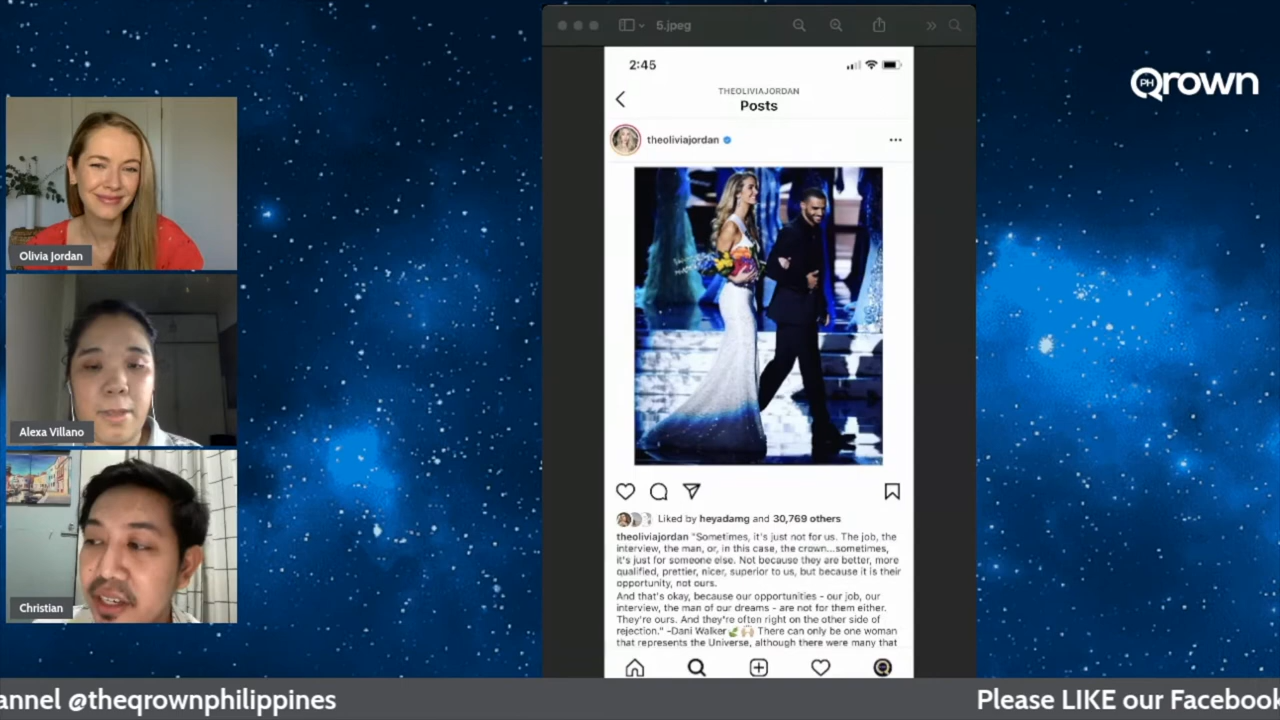 5.jpeg
PH
Qrown
2:45
THEOLIVIAJORDAN
Posts
theoliviajordan
Olivia Jordan
Alexa Villano
Christian
Liked by heyadamg and 30,769 others
theoliviajordan "Sometimes, it's just not for us. The job, the
interview, the man, or, in this case, the crown...sometimes,
it's just for someone else. Not because they are better, more
qualified, prettier, nicer, superior to us, but because it is their
opportunity, not ours.
And that's okay, because our opportunities - our job, our
interview, the man of our dreams - are not for them either.
They're ours. And they're often right on the other side of
rejection." -Dani Walker🌿🙌🏼 There can only be one woman
that represents the Universe, although there were many that
annel @theqrownphilippines
Please LIKE our Facebook